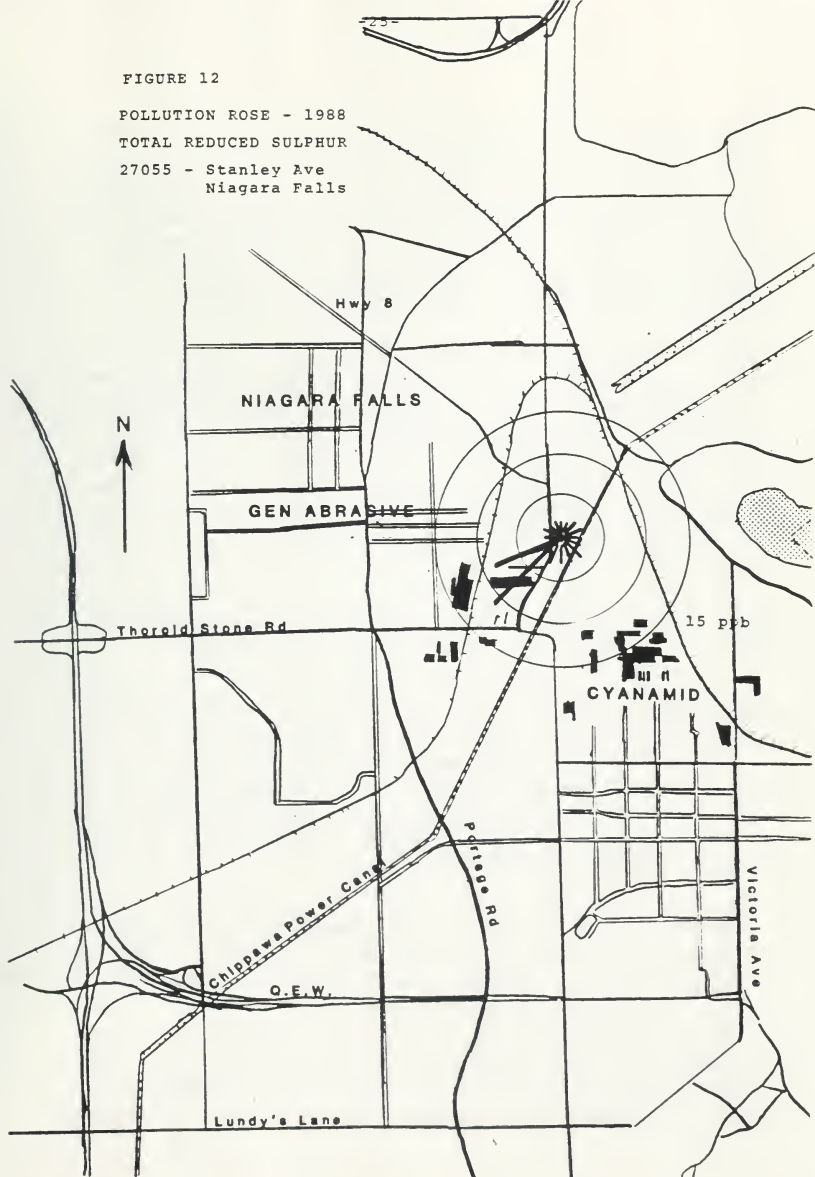 -25-
FIGURE 12
POLLUTION ROSE - 1988
TOTAL REDUCED SULPHUR
27055 - Stanley Ave
Niagara Falls
Hwy 8
NIAGARA FALLS
N
GEN ABRASIVE
Thorold Stone Rd
15 ppb
CYANAMID
Portage Rd
Chippawa Power Canal
Victoria Ave
Q.E.W.
Lundy's Lane